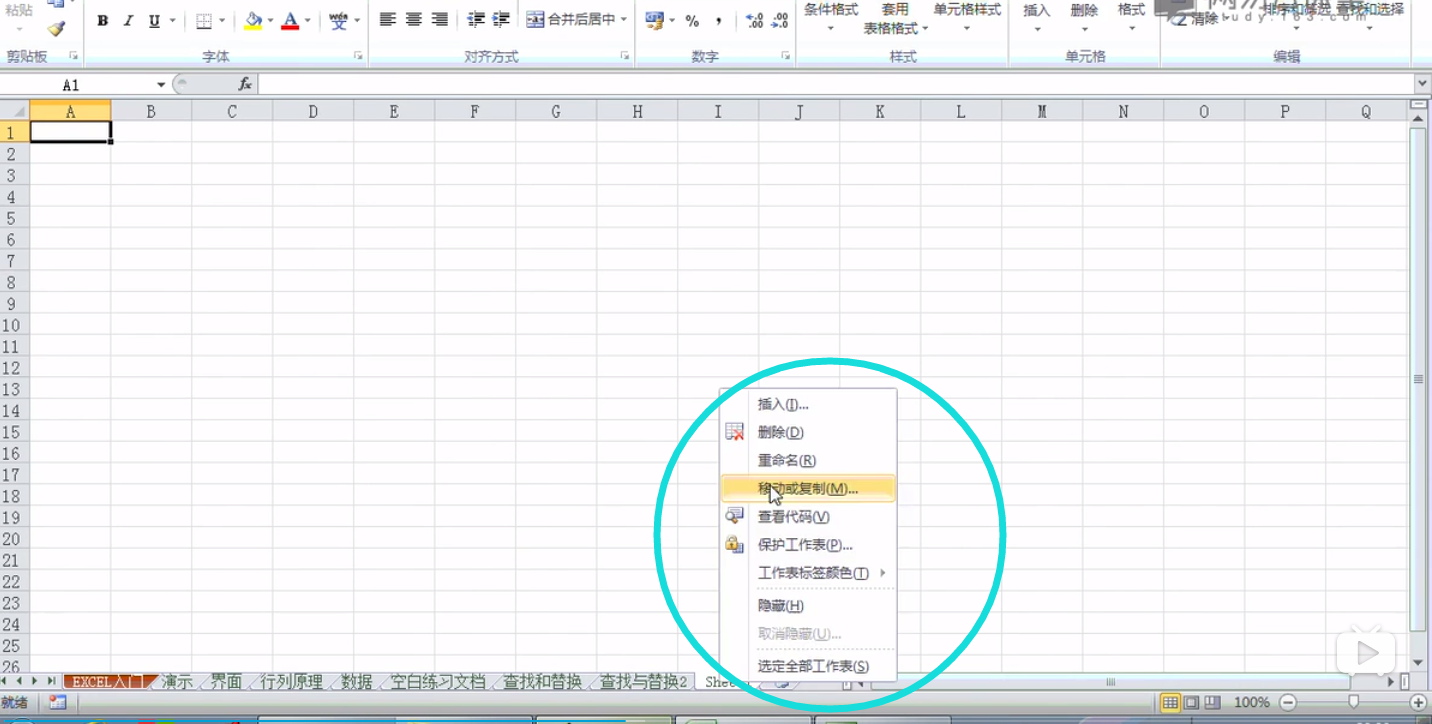 粘贴
B I U A wén 文 合并后居中 % , .00 .00
条件格式 套用 单元格样式 插入 删除 格式 清除 排序和筛选 查找和选择
表格格式
study.163.com
剪贴板 字体 对齐方式 数字 样式 单元格 编辑
A1 fx
A B C D E F G H I J K L M N O P Q
1
2
3
4
5
6
7
8
9
10
11
12
13
14
15
16
17
18
19
20
21
22
23
24
25
26
插入(I)...
删除(D)
重命名(R)
移动或复制(M)...
查看代码(V)
保护工作表(P)...
工作表标签颜色(T)
隐藏(H)
取消隐藏(U)...
选定全部工作表(S)
EXCEL入门 演示 界面 行列原理 数据 空白练习文档 查找和替换 查找与替换2 Shee
就绪 100%